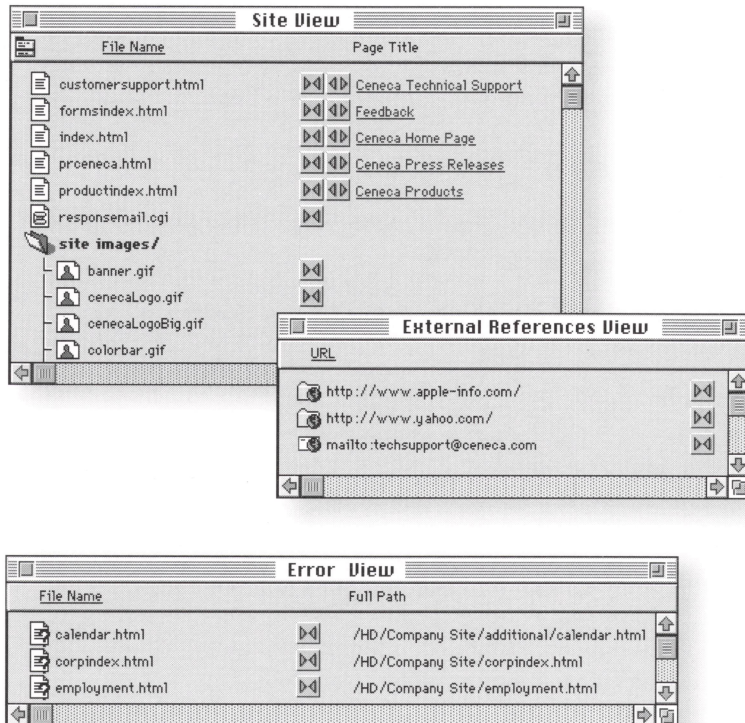 Site View
File Name Page Title
customersupport.html Ceneca Technical Support
formsindex.html Feedback
index.html Ceneca Home Page
prceneca.html Ceneca Press Releases
productindex.html Ceneca Products
responsemail.cgi
site images/
banner.gif
cenecaLogo.gif
cenecaLogoBig.gif
colorbar.gif
External References View
URL
http://www.apple-info.com/
http://www.yahoo.com/
mailto:techsupport@ceneca.com
Error View
File Name Full Path
calendar.html /HD/Company Site/additional/calendar.html
corpindex.html /HD/Company Site/corpindex.html
employment.html /HD/Company Site/employment.html